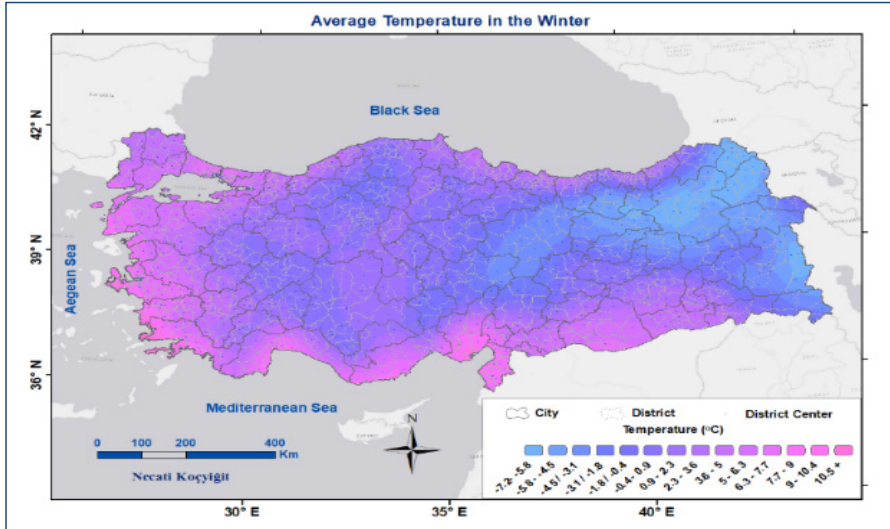 Average Temperature in the Winter
Black Sea
42° N
39° N
36° N
Aegean Sea
Mediterranean Sea
N
0 100 200 400
Km
Necati Koçyiğit
City District District Center
Temperature (°C)
-7.2- -5.8 -5.8 - -4.5 -4.5 / -3.1 -3.1 / -1.8 -1.8 / -0.4 -0.4 - 0.9 0.9 - 2.3 2.3 - 3.6 3.6 - 5 5 - 6.3 6.3 - 7.7 7.7 - 9 9 - 10.4 10.5 +
30° E 35° E 40° E